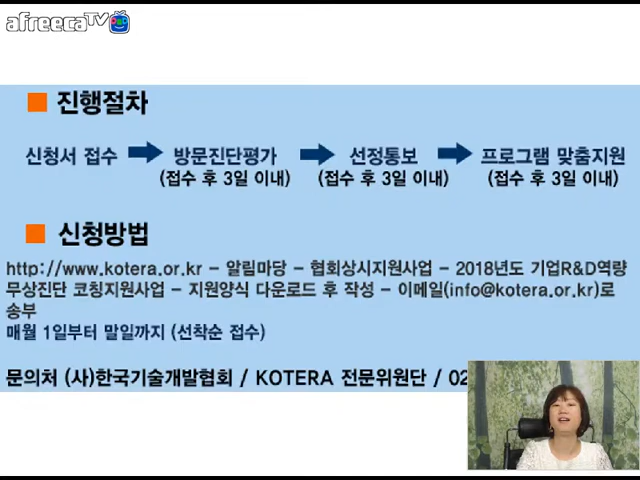 afreecaTV
■ 진행절차
신청서 접수 → 방문진단평가 → 선정통보 → 프로그램 맞춤지원
(접수 후 3일 이내) (접수 후 3일 이내) (접수 후 3일 이내)
■ 신청방법
http://www.kotera.or.kr - 알림마당 - 협회상시지원사업 - 2018년도 기업R&D역량
무상진단 코칭지원사업 - 지원양식 다운로드 후 작성 - 이메일(info@kotera.or.kr)로
송부
매월 1일부터 말일까지 (선착순 접수)
문의처 (사)한국기술개발협회 / KOTERA 전문위원단 / 02